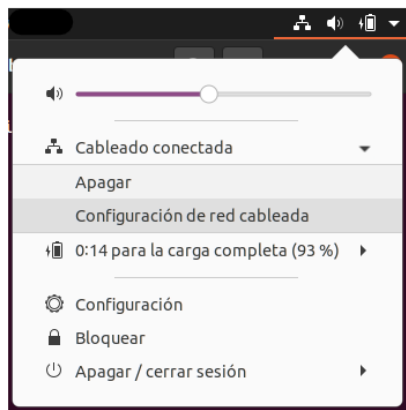 Cableado conectada
Apagar
Configuración de red cableada
0:14 para la carga completa (93 %)
Configuración
Bloquear
Apagar / cerrar sesión